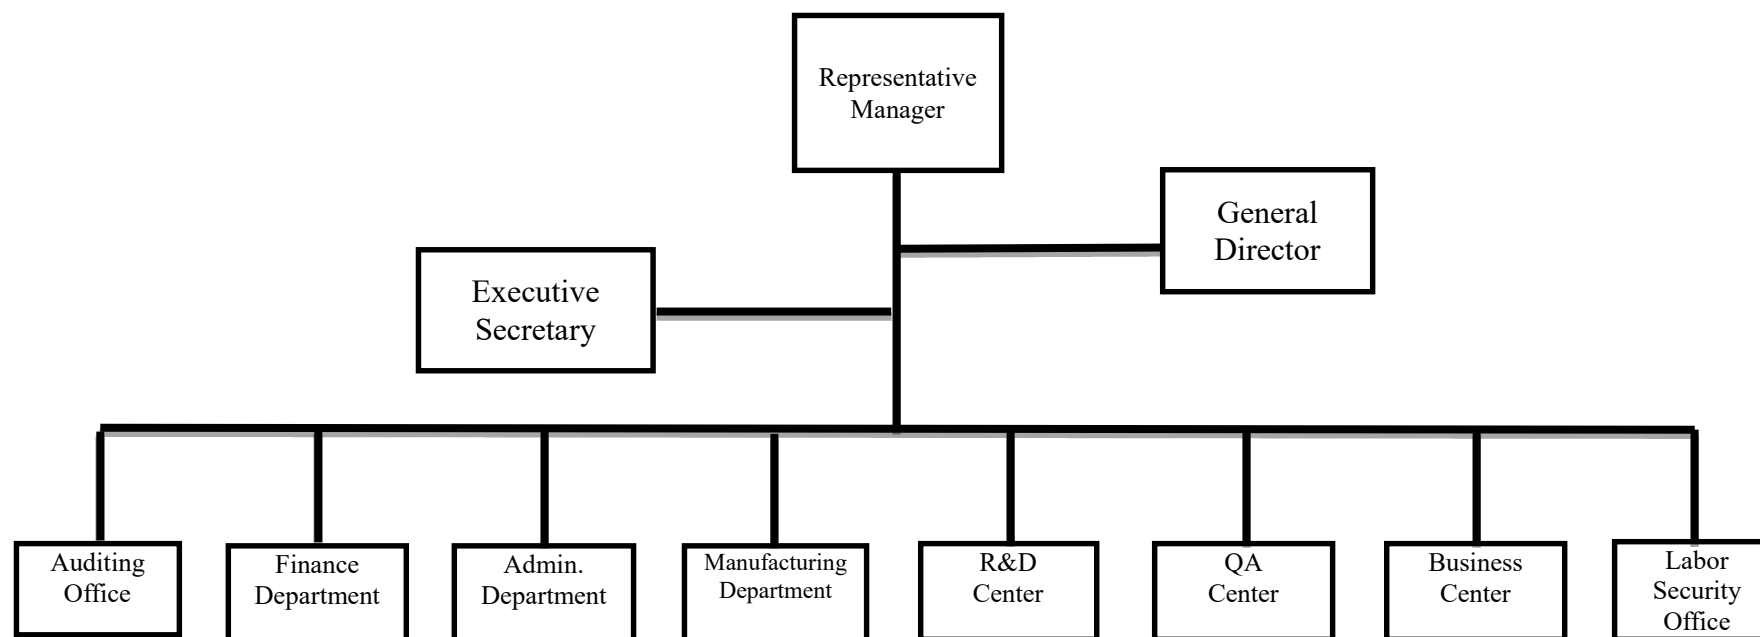 Representative
Manager
General
Director
Executive
Secretary
Auditing
Office
Finance
Department
Admin.
Department
Manufacturing
Department
R&D
Center
QA
Center
Business
Center
Labor
Security
Office